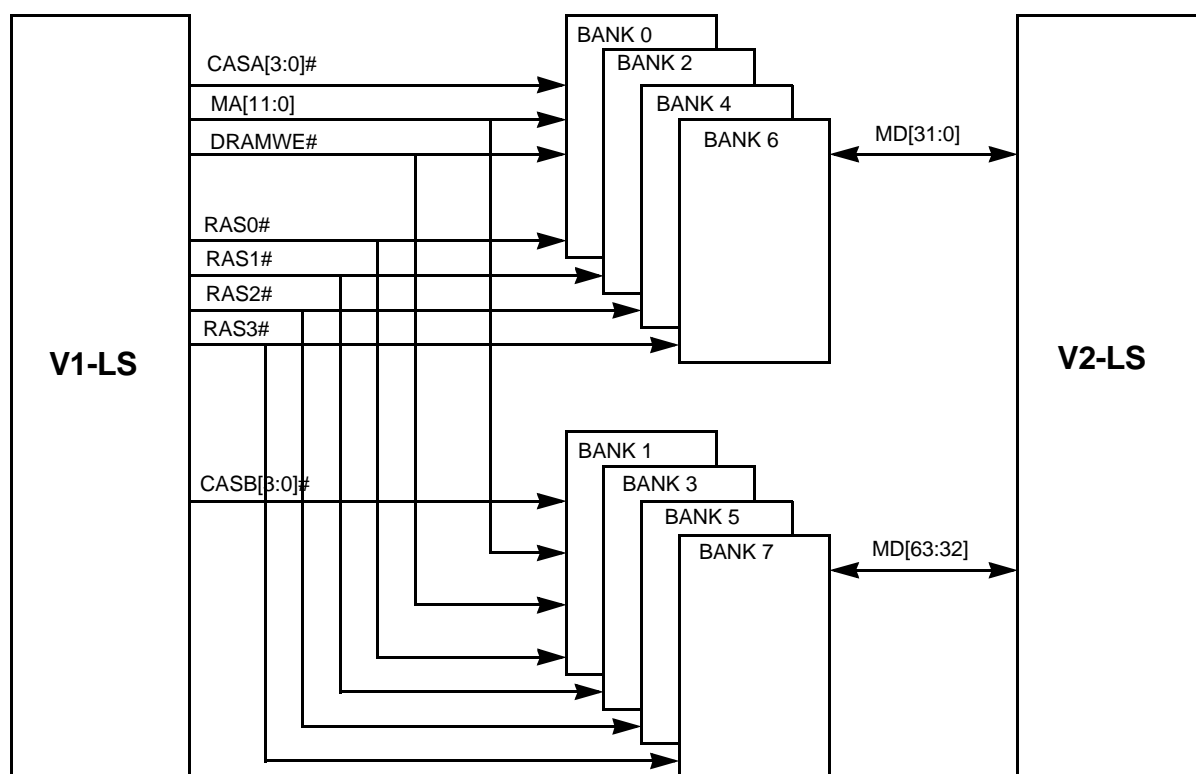 BANK 0
CASA[3:0]#
BANK 2
MA[11:0]
BANK 4
DRAMWE#
BANK 6
MD[31:0]
RAS0#
RAS1#
RAS2#
RAS3#
V1-LS
V2-LS
BANK 1
CASB[3:0]#
BANK 3
BANK 5
BANK 7
MD[63:32]